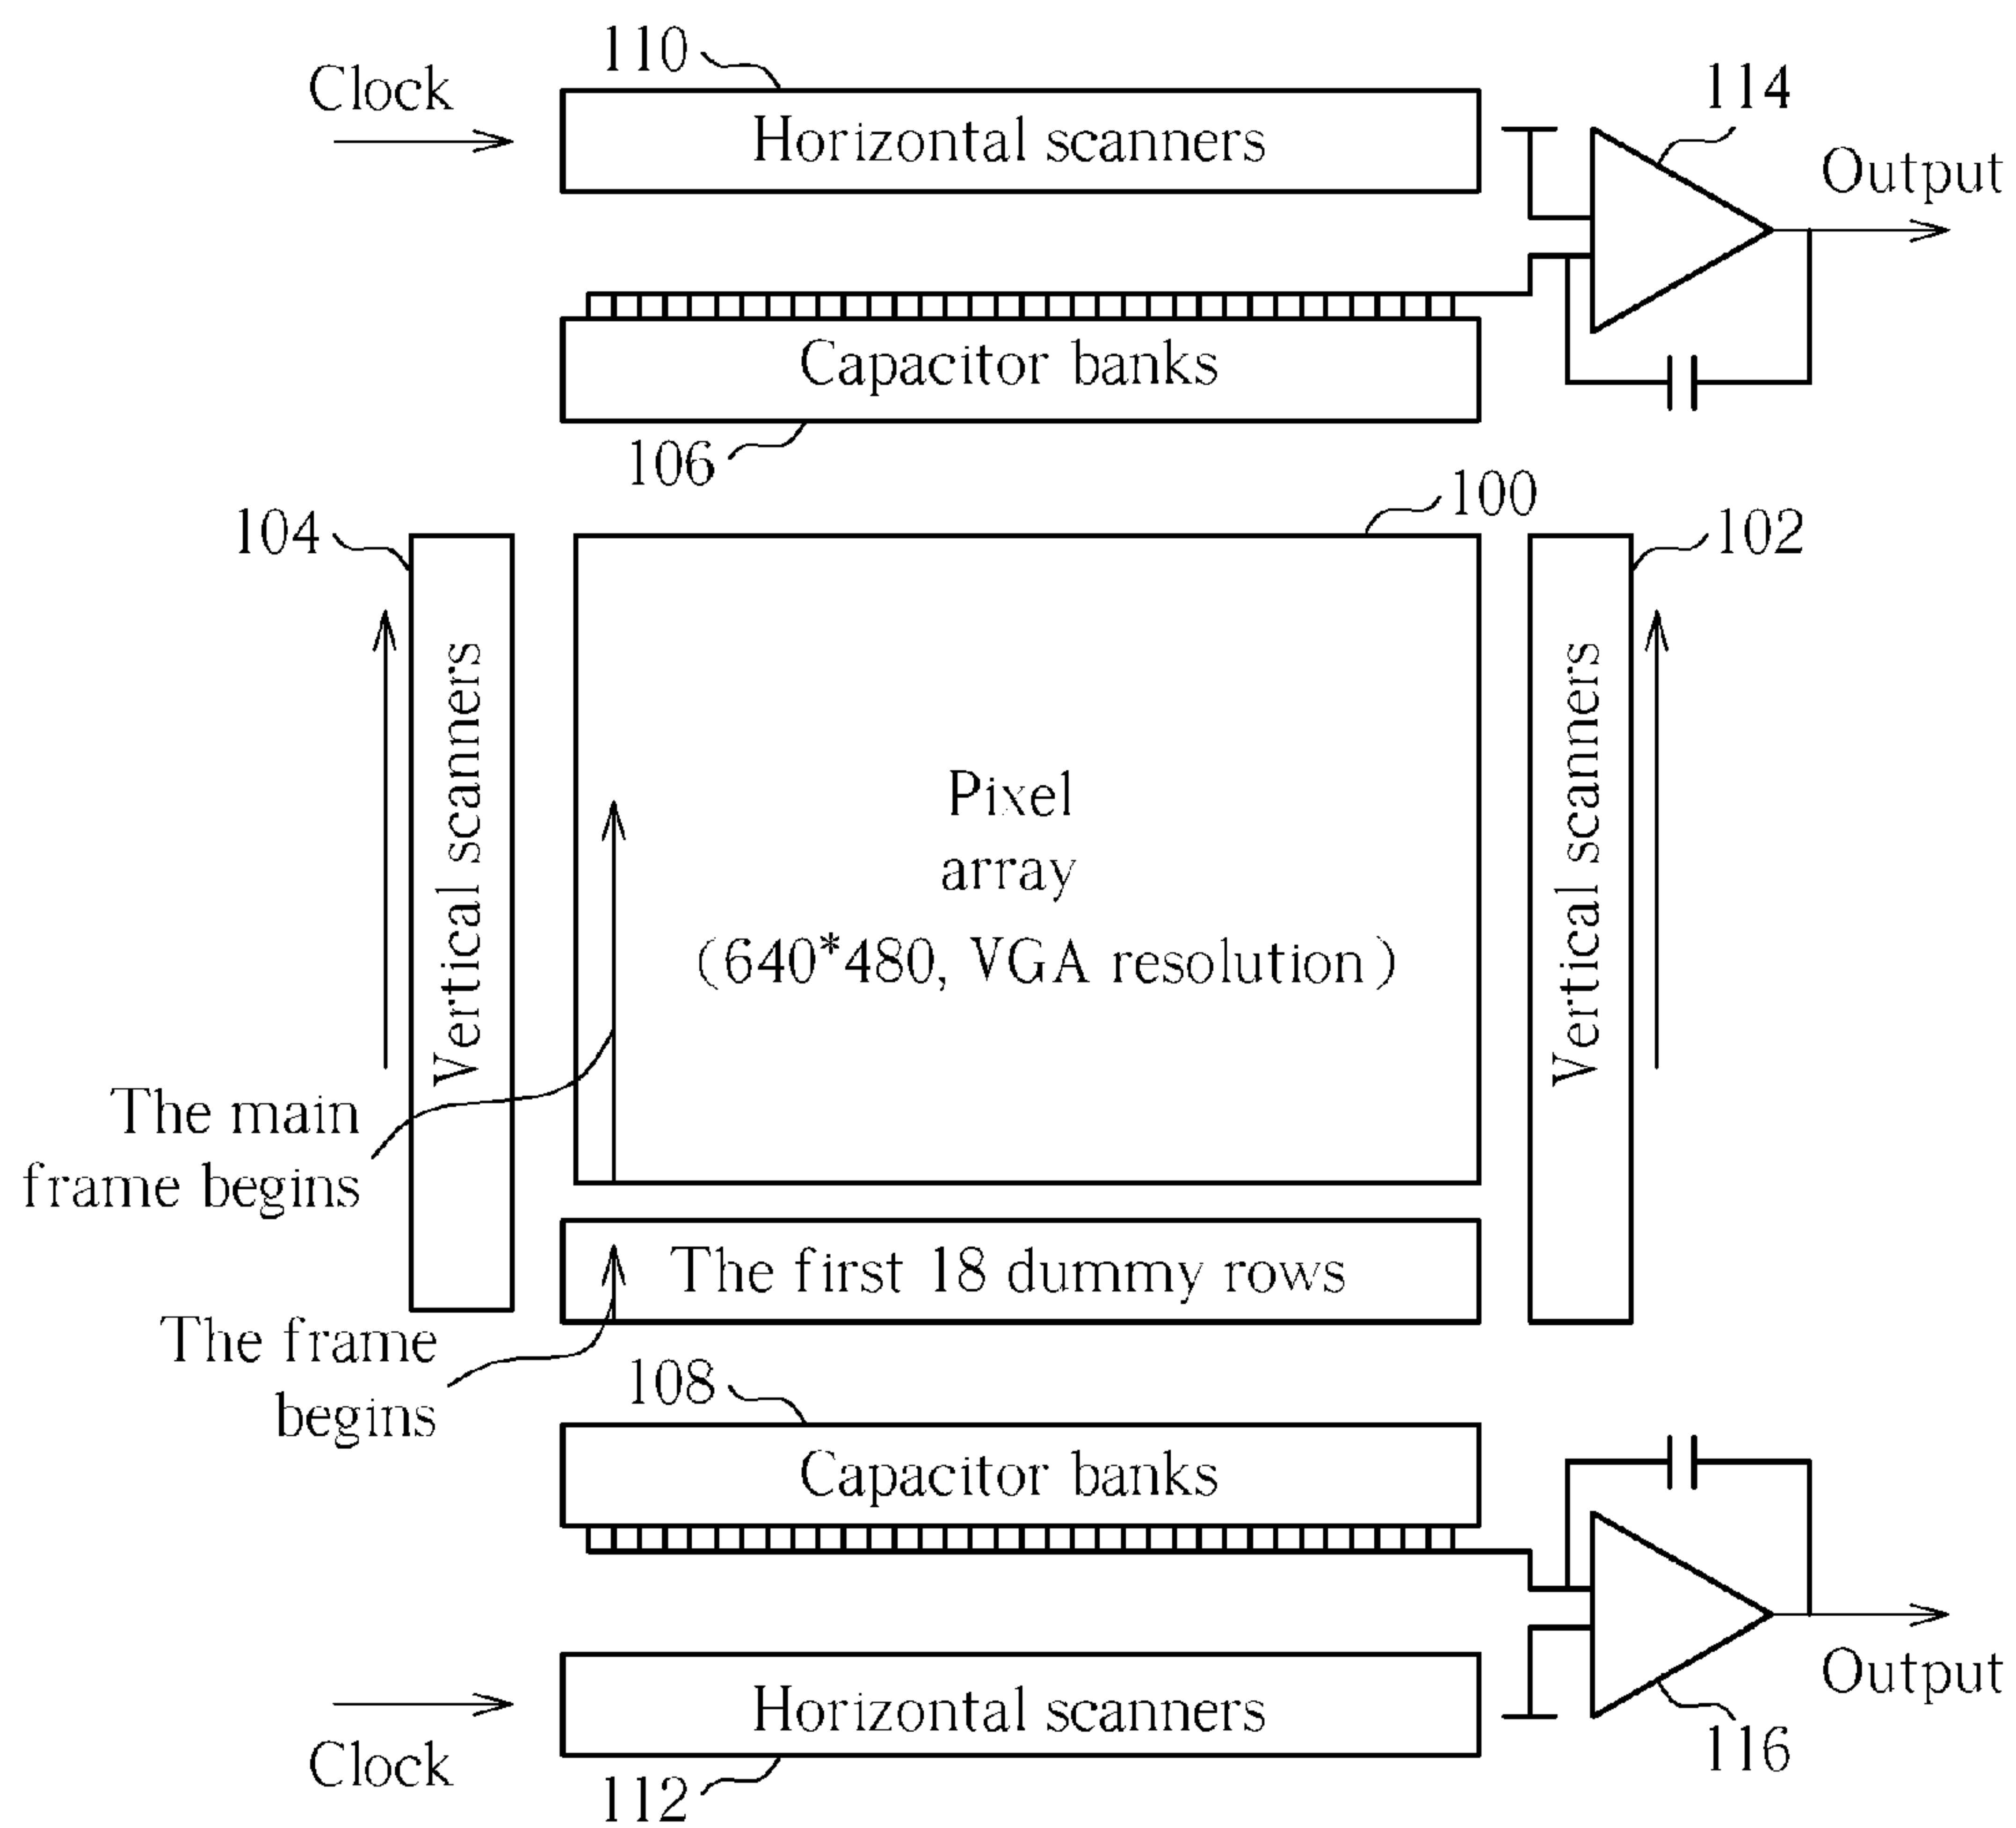 110
Clock
Horizontal scanners
114
Output
Capacitor banks
106
100
104
102
Vertical scanners
Vertical scanners
Pixel
array
(640*480, VGA resolution)
The main
frame begins
The first 18 dummy rows
The frame
begins
108
Capacitor banks
Horizontal scanners
Output
Clock
116
112